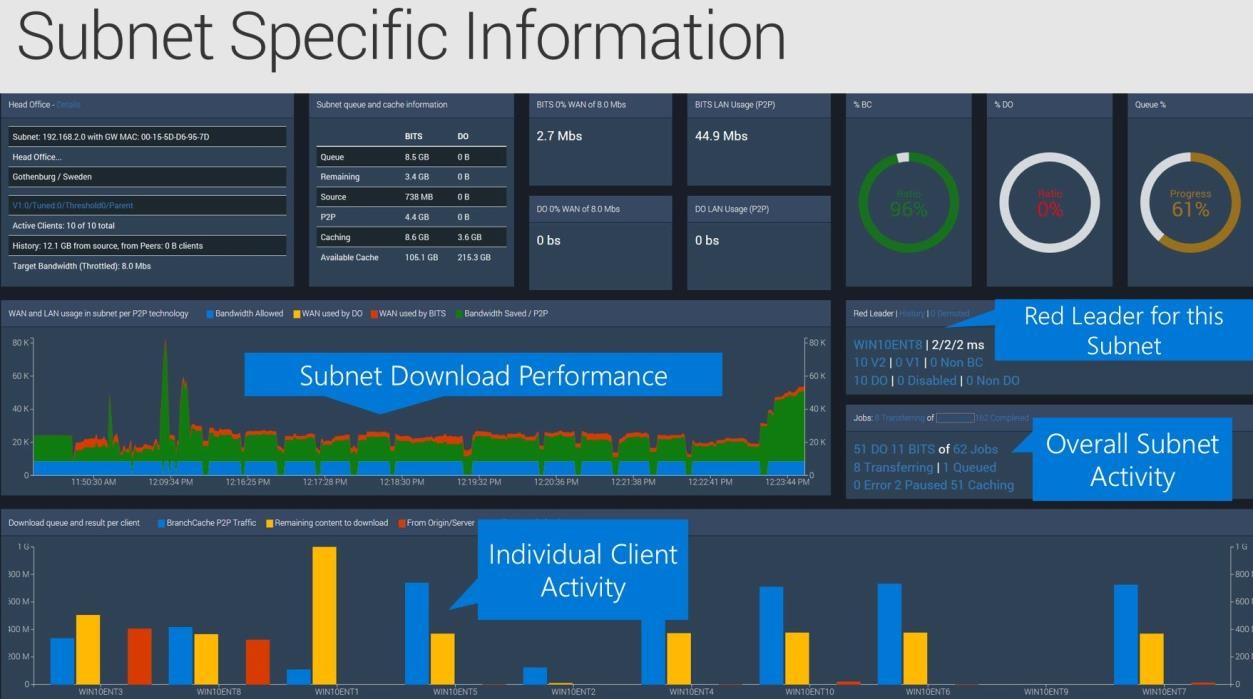 Subnet Specific Information
Head Office - Details
Subnet: 192.168.2.0 with GW MAC: 00-15-5D-D6-95-7D
Head Office...
Gothenburg / Sweden
V1:0/Tuned:0/Threshold0/Parent
Active Clients: 10 of 10 total
History: 12.1 GB from source, from Peers: 0 B clients
Target Bandwidth (Throttled): 8.0 Mbs
Subnet queue and cache information
BITS DO
Queue 8.5 GB 0 B
Remaining 3.4 GB 0 B
Source 738 MB 0 B
P2P 4.4 GB 0 B
Caching 8.6 GB 3.6 GB
Available Cache 105.1 GB 215.3 GB
BITS 0% WAN of 8.0 Mbs
2.7 Mbs
BITS LAN Usage (P2P)
44.9 Mbs
DO 0% WAN of 8.0 Mbs
0 bs
DO LAN Usage (P2P)
0 bs
% BC
Ratio
96%
% DO
Ratio
0%
Queue %
Progress
61%
WAN and LAN usage in subnet per P2P technology Bandwidth Allowed WAN used by DO WAN used by BITS Bandwidth Saved / P2P
80 K 80 K
60 K 60 K
40 K 40 K
20 K 20 K
0 0
11:50:30 AM 12:09:34 PM 12:16:25 PM 12:17:28 PM 12:18:30 PM 12:19:32 PM 12:20:36 PM 12:21:38 PM 12:22:41 PM 12:23:44 PM
Subnet Download Performance
Red Leader | History | 0 Demoted
WIN10ENT8 | 2/2/2 ms
10 V2 | 0 V1 | 0 Non BC
10 DO | 0 Disabled | 0 Non DO
Red Leader for this
Subnet
Jobs: 8 Transferring of 162 Completed
51 DO 11 BITS of 62 Jobs
8 Transferring | 1 Queued
0 Error 2 Paused 51 Caching
Overall Subnet
Activity
Download queue and result per client BranchCache P2P Traffic Remaining content to download From Origin/Server
Individual Client
Activity
1 G 1 G
800 M 800
600 M 600
400 M 400
200 M 200
0 0
WIN10ENT3 WIN10ENT8 WIN10ENT1 WIN10ENT5 WIN10ENT2 WIN10ENT4 WIN10ENT10 WIN10ENT6 WIN10ENT9 WIN10ENT7